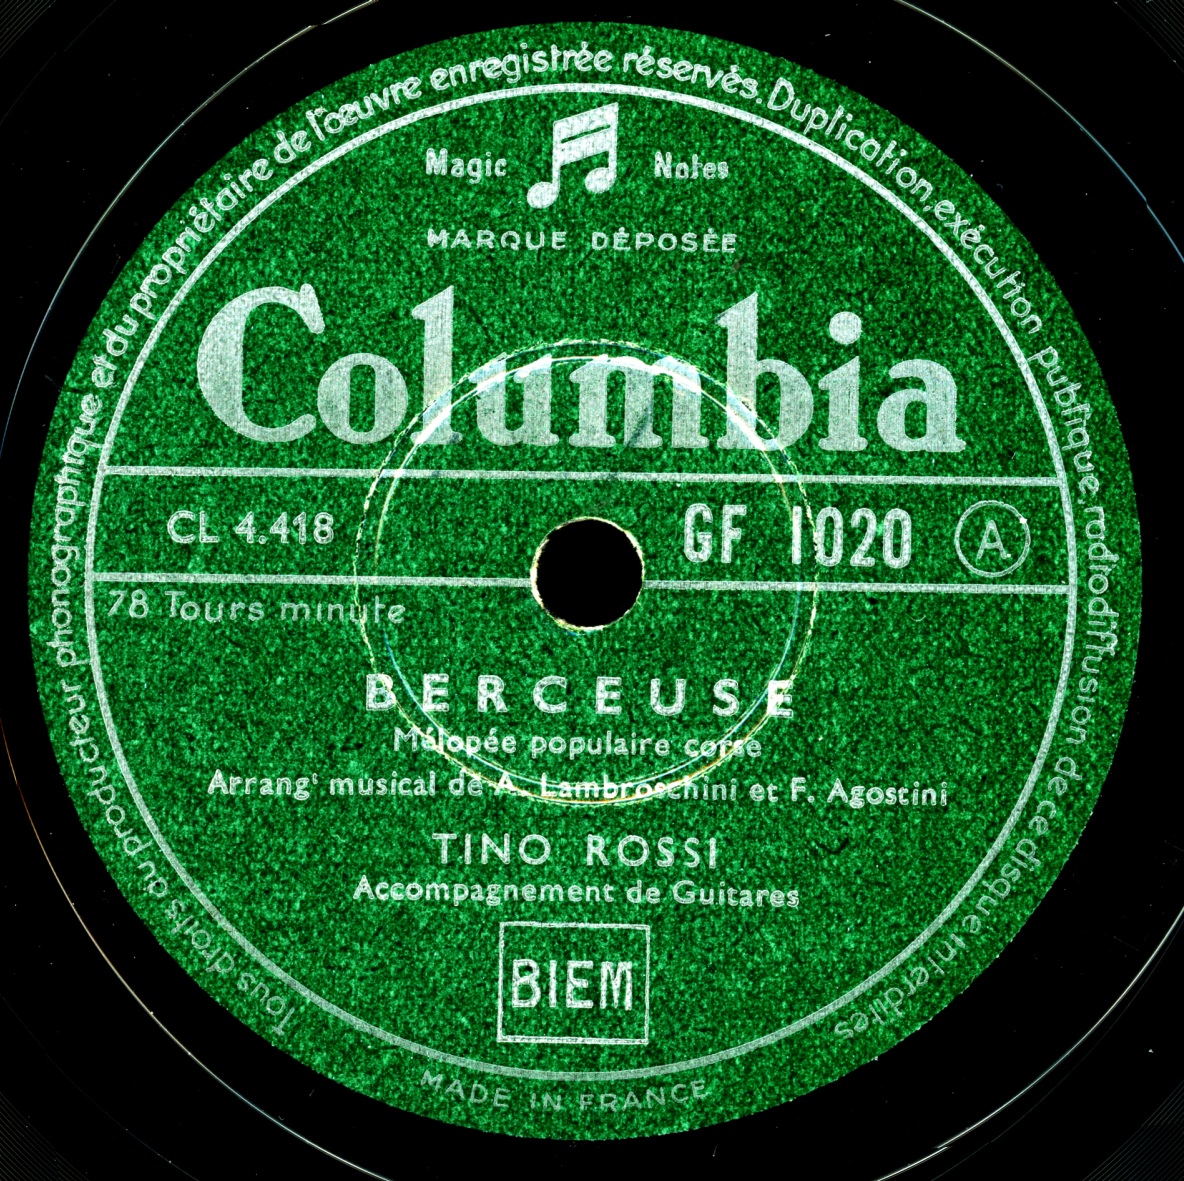 Tous droits du producteur phonographique et du propriétaire de l'œuvre enregistrée réservés. Duplication, exécution publique, radiodiffusion de ce disque interdites
Magic Notes
MARQUE DÉPOSÉE
Columbia
CL 4.418 GF 1020 A
78 Tours minute
BERCEUSE
Mélopée populaire corse
Arrangt musical de A. Lambroschini et F. Agostini
TINO ROSSI
Accompagnement de Guitares
BIEM
MADE IN FRANCE